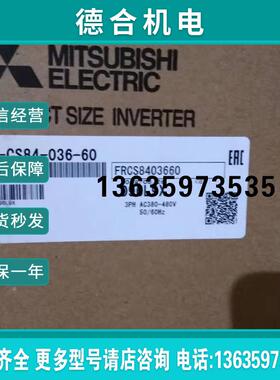 德合机电
MITSUBISHI
ELECTRIC
CT SIZE INVERTER
-CS84-036-60
FRCS8403660
EAC
3PH AC380-480V
50/60Hz
信经营
后保障
货秒发
保一年
13635973535
齐全 更多型号请店咨询 电话:1363597